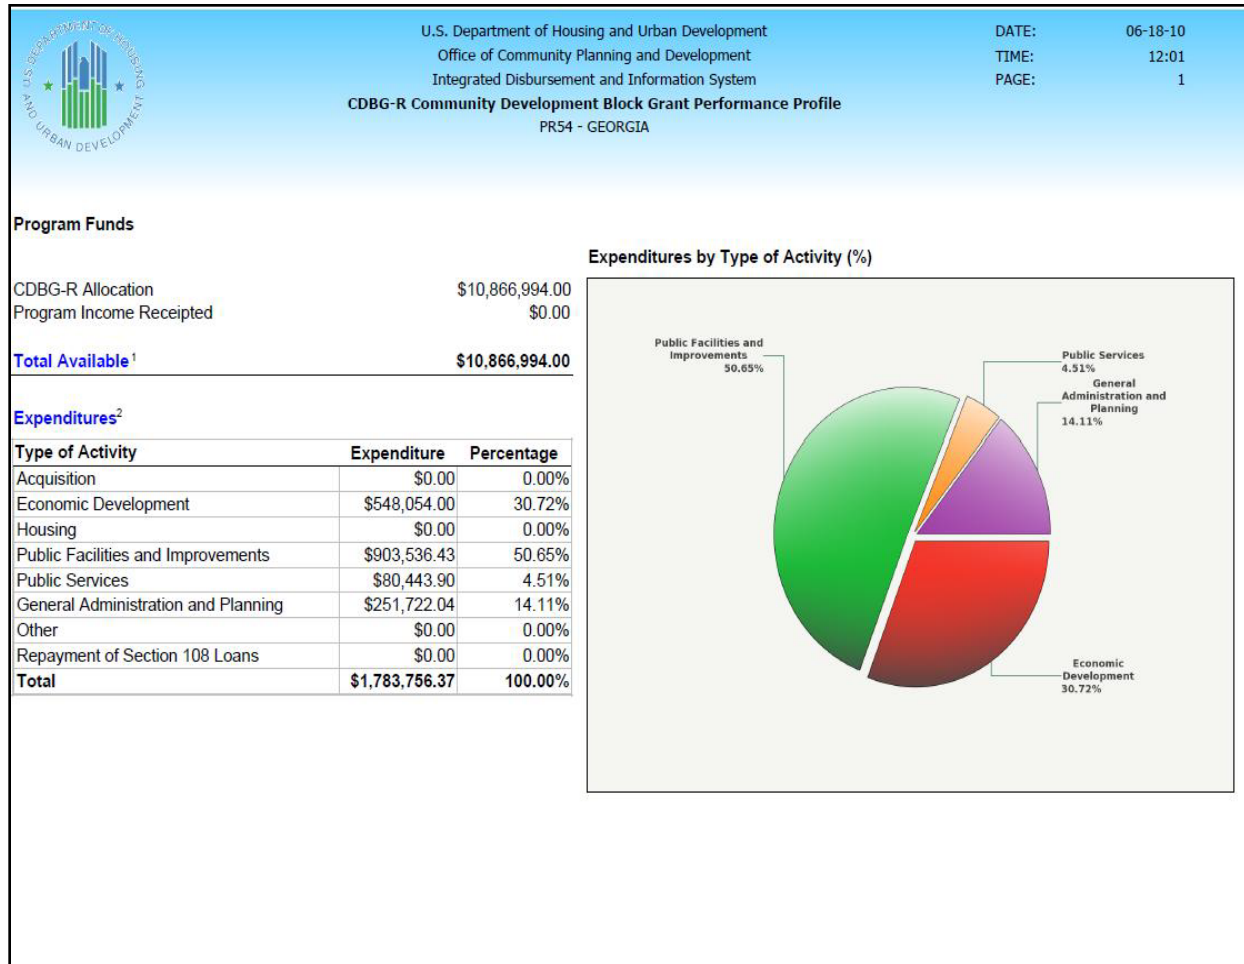 U.S. DEPARTMENT OF HOUSING
AND URBAN DEVELOPMENT
U.S. Department of Housing and Urban Development
Office of Community Planning and Development
Integrated Disbursement and Information System
CDBG-R Community Development Block Grant Performance Profile
PR54 - GEORGIA
DATE: 06-18-10
TIME: 12:01
PAGE: 1
Program Funds
CDBG-R Allocation $10,866,994.00
Program Income Receipted $0.00
Total Available¹ $10,866,994.00
Expenditures²
Type of Activity Expenditure Percentage
Acquisition $0.00 0.00%
Economic Development $548,054.00 30.72%
Housing $0.00 0.00%
Public Facilities and Improvements $903,536.43 50.65%
Public Services $80,443.90 4.51%
General Administration and Planning $251,722.04 14.11%
Other $0.00 0.00%
Repayment of Section 108 Loans $0.00 0.00%
Total $1,783,756.37 100.00%
Expenditures by Type of Activity (%)
Public Facilities and
Improvements
50.65%
Public Services
4.51%
General
Administration and
Planning
14.11%
Economic
Development
30.72%